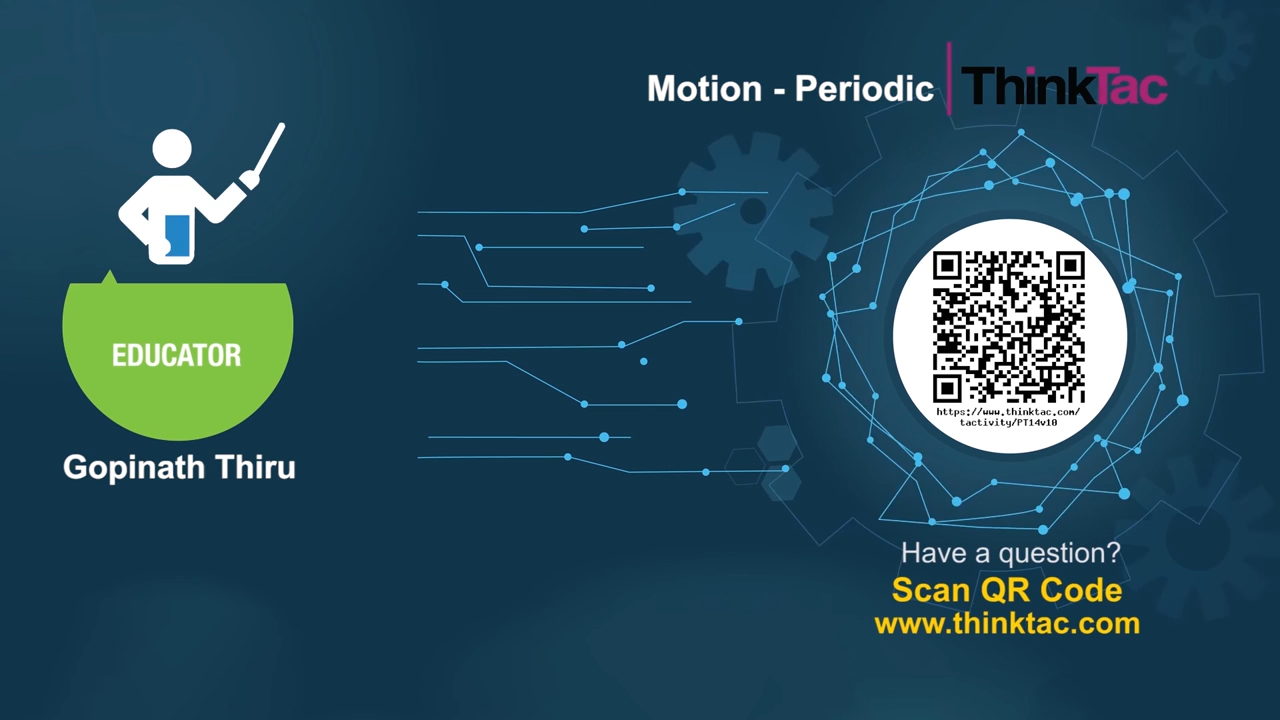 Motion - Periodic
ThinkTac
EDUCATOR
Gopinath Thiru
https://www.thinktac.com/
tactivity/PT14v10
Have a question?
Scan QR Code
www.thinktac.com